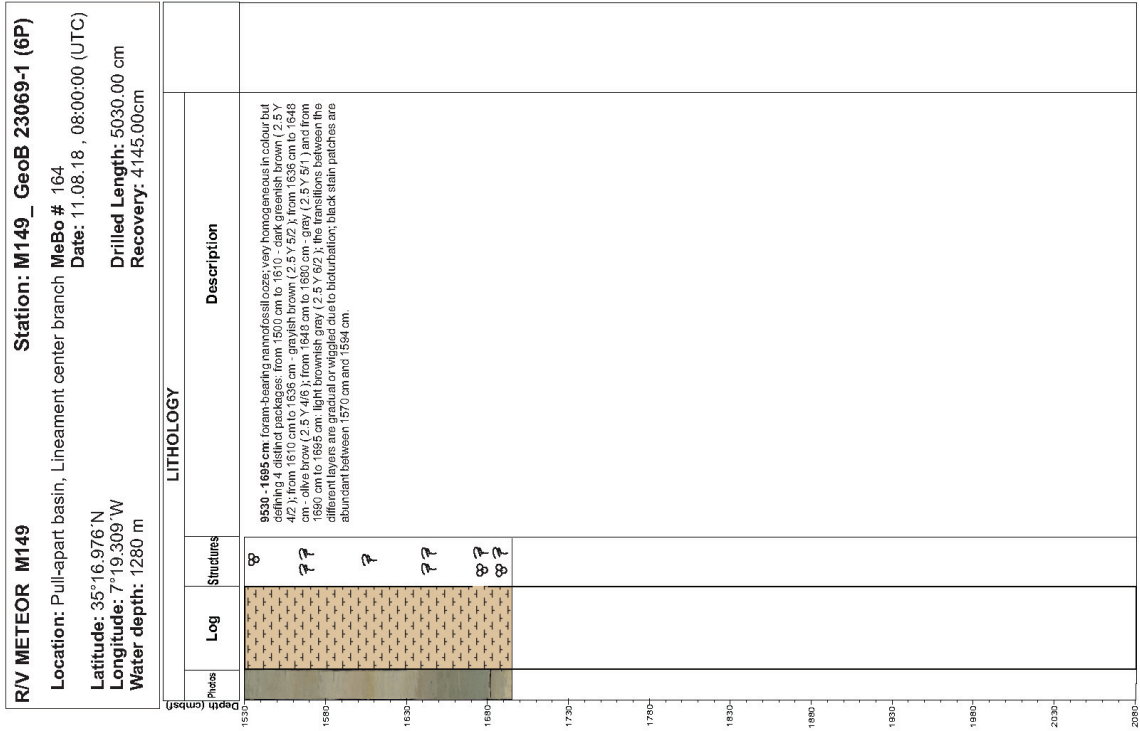 R/V METEOR M149 Station: M149_ GeoB 23069-1 (6P)
Location: Pull-apart basin, Lineament center branch MeBo # 164
Date: 11.08.18 , 08:00:00 (UTC)
Latitude: 35°16.976´N
Longitude: 7°19.309´W
Drilled Length: 5030.00 cm
Water depth: 1280 m
Recovery: 4145.00cm
LITHOLOGY
Depth (cmbsf)
Photos
Log
Structures
Description
9530 - 1695 cm: foram-bearing nannofossil ooze; very homogeneous in colour but
defining 4 distinct packages: from 1500 cm to 1610 - dark greenish brown ( 2.5 Y
4/2 ); from 1610 cm to 1636 cm - grayish brown ( 2.5 Y 5/2 ); from 1636 cm to 1648
cm - olive brow ( 2.5 Y 4/6 ); from 1648 cm to 1680 cm - gray ( 2.5 Y 5/1 ) and from
1690 cm to 1695 cm: light brownish gray ( 2.5 Y 6/2 ); the transitions between the
different layers are gradual or wiggled due to bioturbation; black stain patches are
abundant between 1570 cm and 1594 cm.
1530
1580
1630
1680
1730
1780
1830
1880
1930
1980
2030
2080